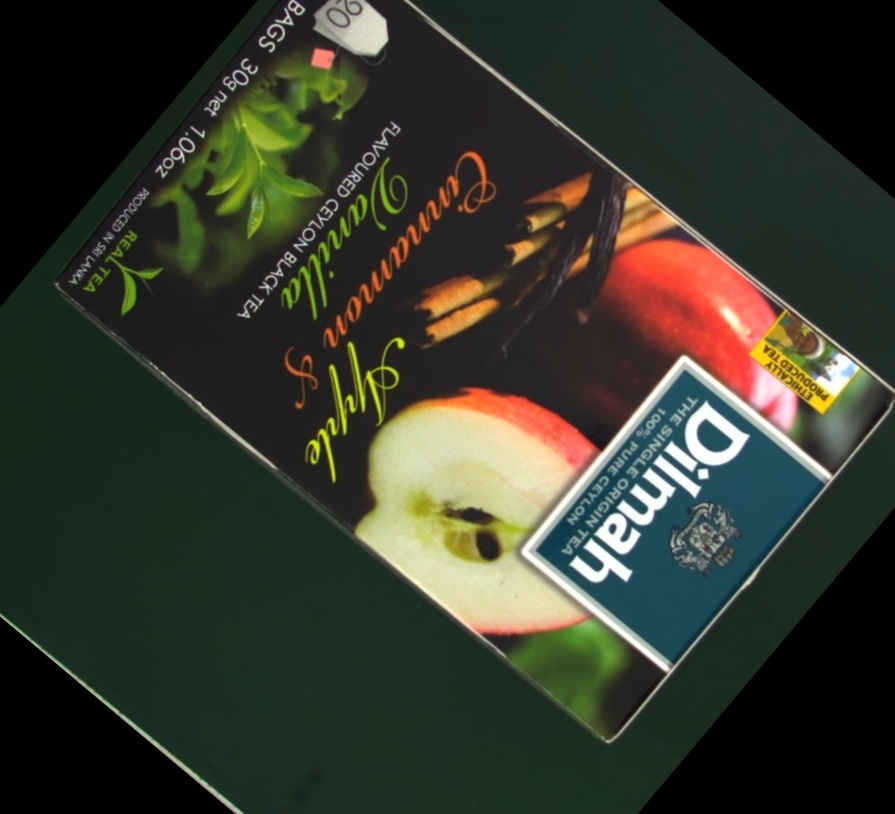 Dilmah
THE SINGLE ORIGIN TEA
100% PURE CEYLON
ETHICALLY
PRODUCED TEA
Apple
Cinnamon &
Vanilla
FLAVOURED CEYLON BLACK TEA
20
BAGS 30g net 1.06oz
REAL TEA
PRODUCED IN SRI LANKA